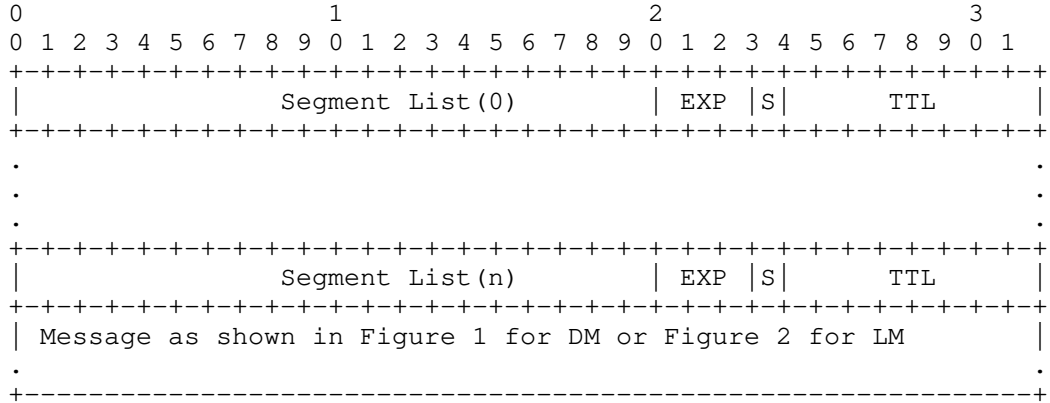 0                   1                   2                   3
0 1 2 3 4 5 6 7 8 9 0 1 2 3 4 5 6 7 8 9 0 1 2 3 4 5 6 7 8 9 0 1
+-+-+-+-+-+-+-+-+-+-+-+-+-+-+-+-+-+-+-+-+-+-+-+-+-+-+-+-+-+-+-+-+
|                Segment List(0)        | EXP |S|      TTL      |
+-+-+-+-+-+-+-+-+-+-+-+-+-+-+-+-+-+-+-+-+-+-+-+-+-+-+-+-+-+-+-+-+
.                                                               .
.                                                               .
.                                                               .
+-+-+-+-+-+-+-+-+-+-+-+-+-+-+-+-+-+-+-+-+-+-+-+-+-+-+-+-+-+-+-+-+
|                Segment List(n)        | EXP |S|      TTL      |
+-+-+-+-+-+-+-+-+-+-+-+-+-+-+-+-+-+-+-+-+-+-+-+-+-+-+-+-+-+-+-+-+
| Message as shown in Figure 1 for DM or Figure 2 for LM        |
.                                                               .
+---------------------------------------------------------------+